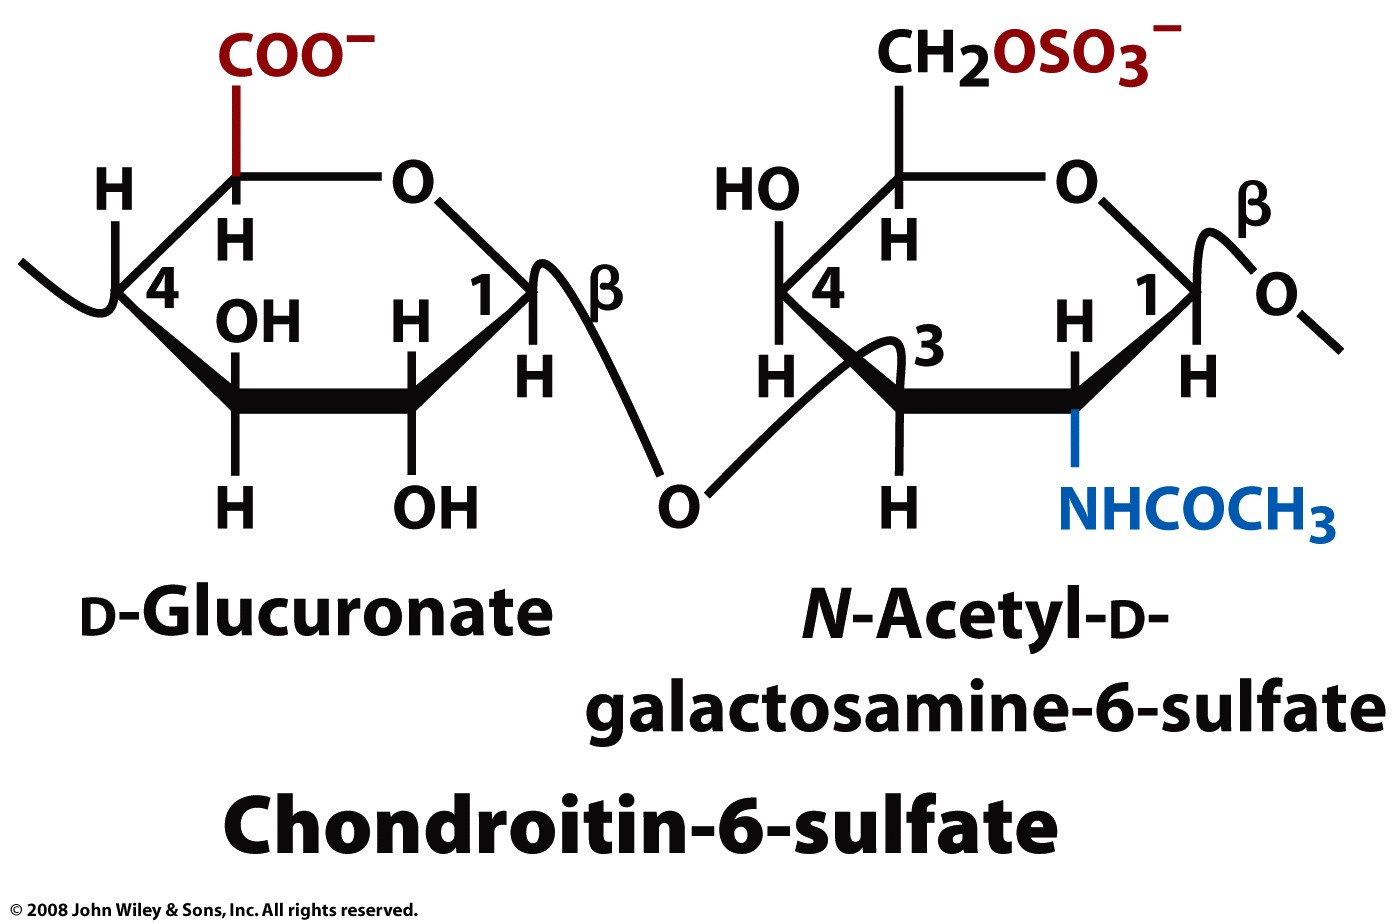 COO⁻ CH₂OSO₃⁻
H O HO O β
H H
4 1 β 4 1 O
OH H H
3
H H H
H OH O H NHCOCH₃
D-Glucuronate
N-Acetyl-D-
galactosamine-6-sulfate
Chondroitin-6-sulfate
© 2008 John Wiley & Sons, Inc. All rights reserved.